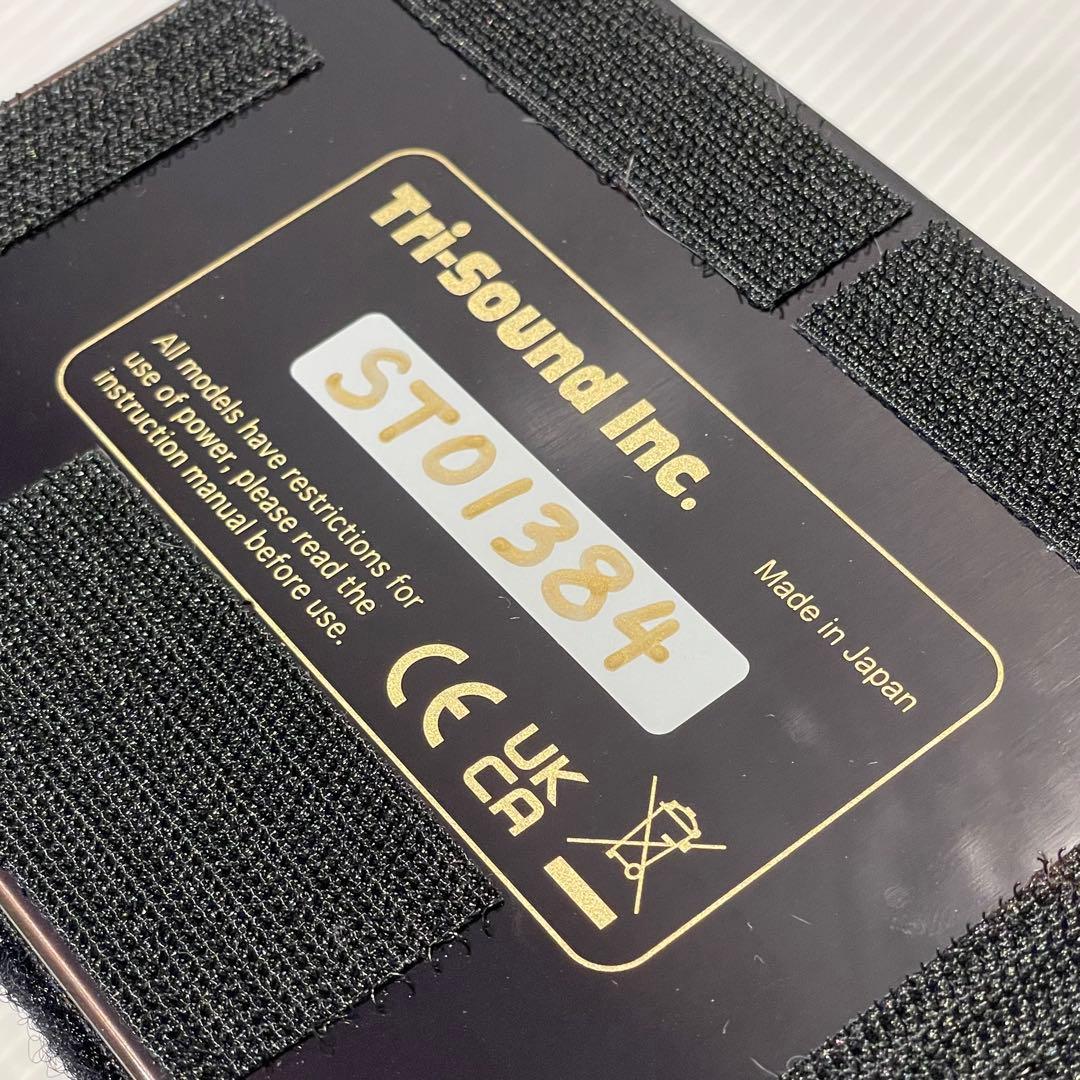 Tri-Sound Inc.
ST01384
Made in Japan
All models have restrictions for
use of power, please read the
instruction manual before use.
CE
UK
CA